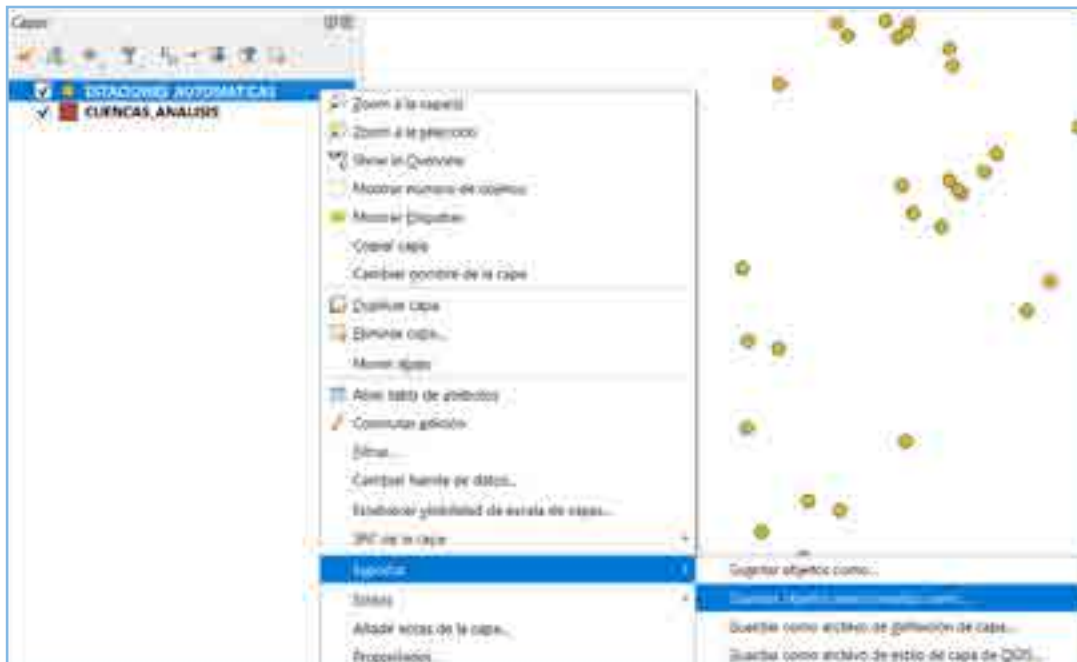 Capas
ESTACIONES_AUTOMATICAS
CUENCAS_ANALISIS
Zoom a la capa(s)
Zoom a la selección
Show in Overview
Mostrar número de objetos
Mostrar Etiquetas
Copiar capa
Cambiar nombre de la capa
Duplicar capa
Eliminar capa...
Mover abajo
Abrir tabla de atributos
Conmutar edición
Filtrar...
Cambiar fuente de datos...
Establecer visibilidad de escala de capas...
SRC de la capa
Exportar
Guardar objetos como...
Estilos
Guardar objetos seleccionados como...
Añadir notas de la capa...
Guardar como archivo de definición de capa...
Propiedades...
Guardar como archivo de estilo de capa de QGIS...